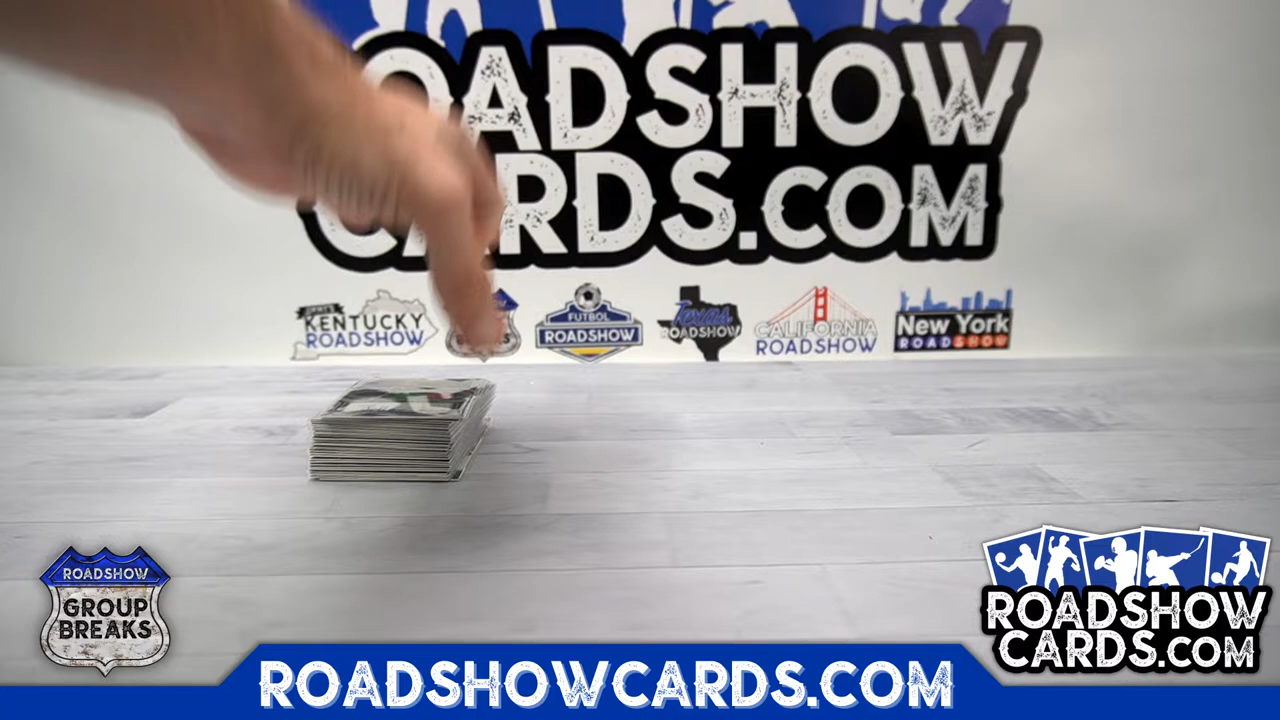 ROADSHOW
CARDS.COM
KENTUCKY
ROADSHOW
FUTBOL
ROADSHOW
Texas
ROADSHOW
CALIFORNIA
ROADSHOW
New York
ROADSHOW
ROADSHOW
GROUP
BREAKS
ROADSHOW
CARDS.COM
ROADSHOWCARDS.COM